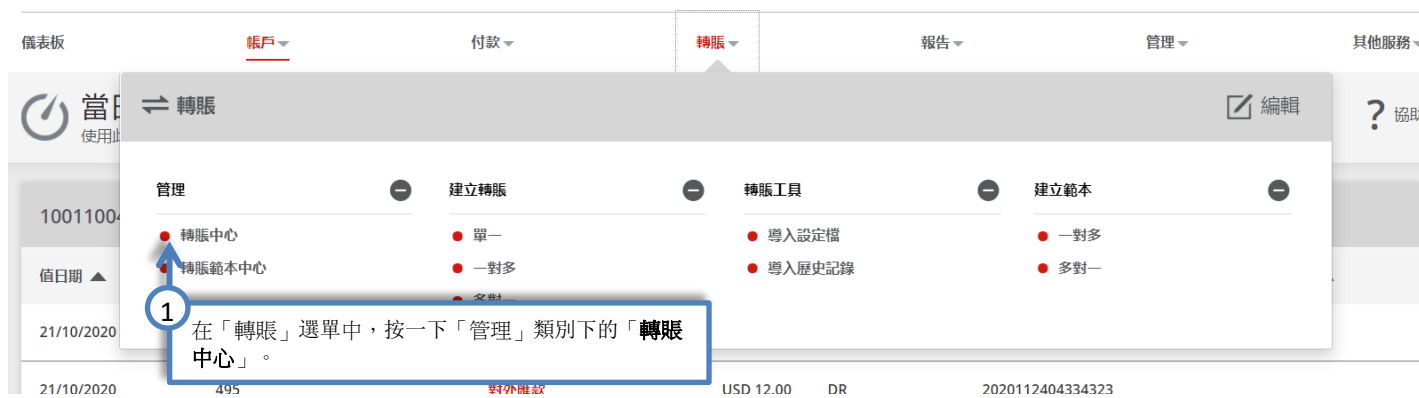 儀表板 帳戶 付款 轉賬 報告 管理 其他服務
當日
使用此
轉賬 編輯
協助
管理 建立轉賬 轉賬工具 建立範本
10011004
轉賬中心 單一 導入設定檔 一對多
轉賬範本中心 一對多 導入歷史記錄 多對一
值日期
多對一
1
在「轉賬」選單中，按一下「管理」類別下的「轉賬
中心」。
21/10/2020
21/10/2020 495 對外匯款 USD 12.00 DR 2020112404334323